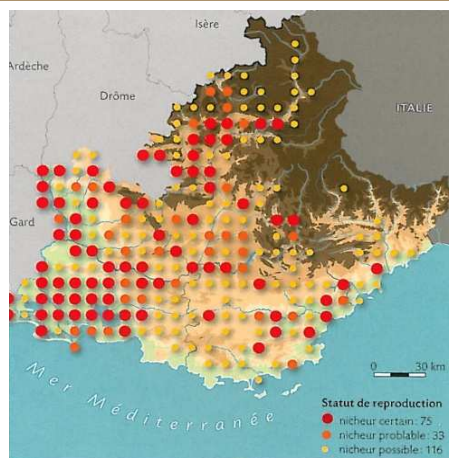 Isère
Ardèche
Drôme
ITALIE
Gard
Mer Méditerranée
0 30 km
Statut de reproduction
nicheur certain : 75
nicheur problable : 33
nicheur possible : 116